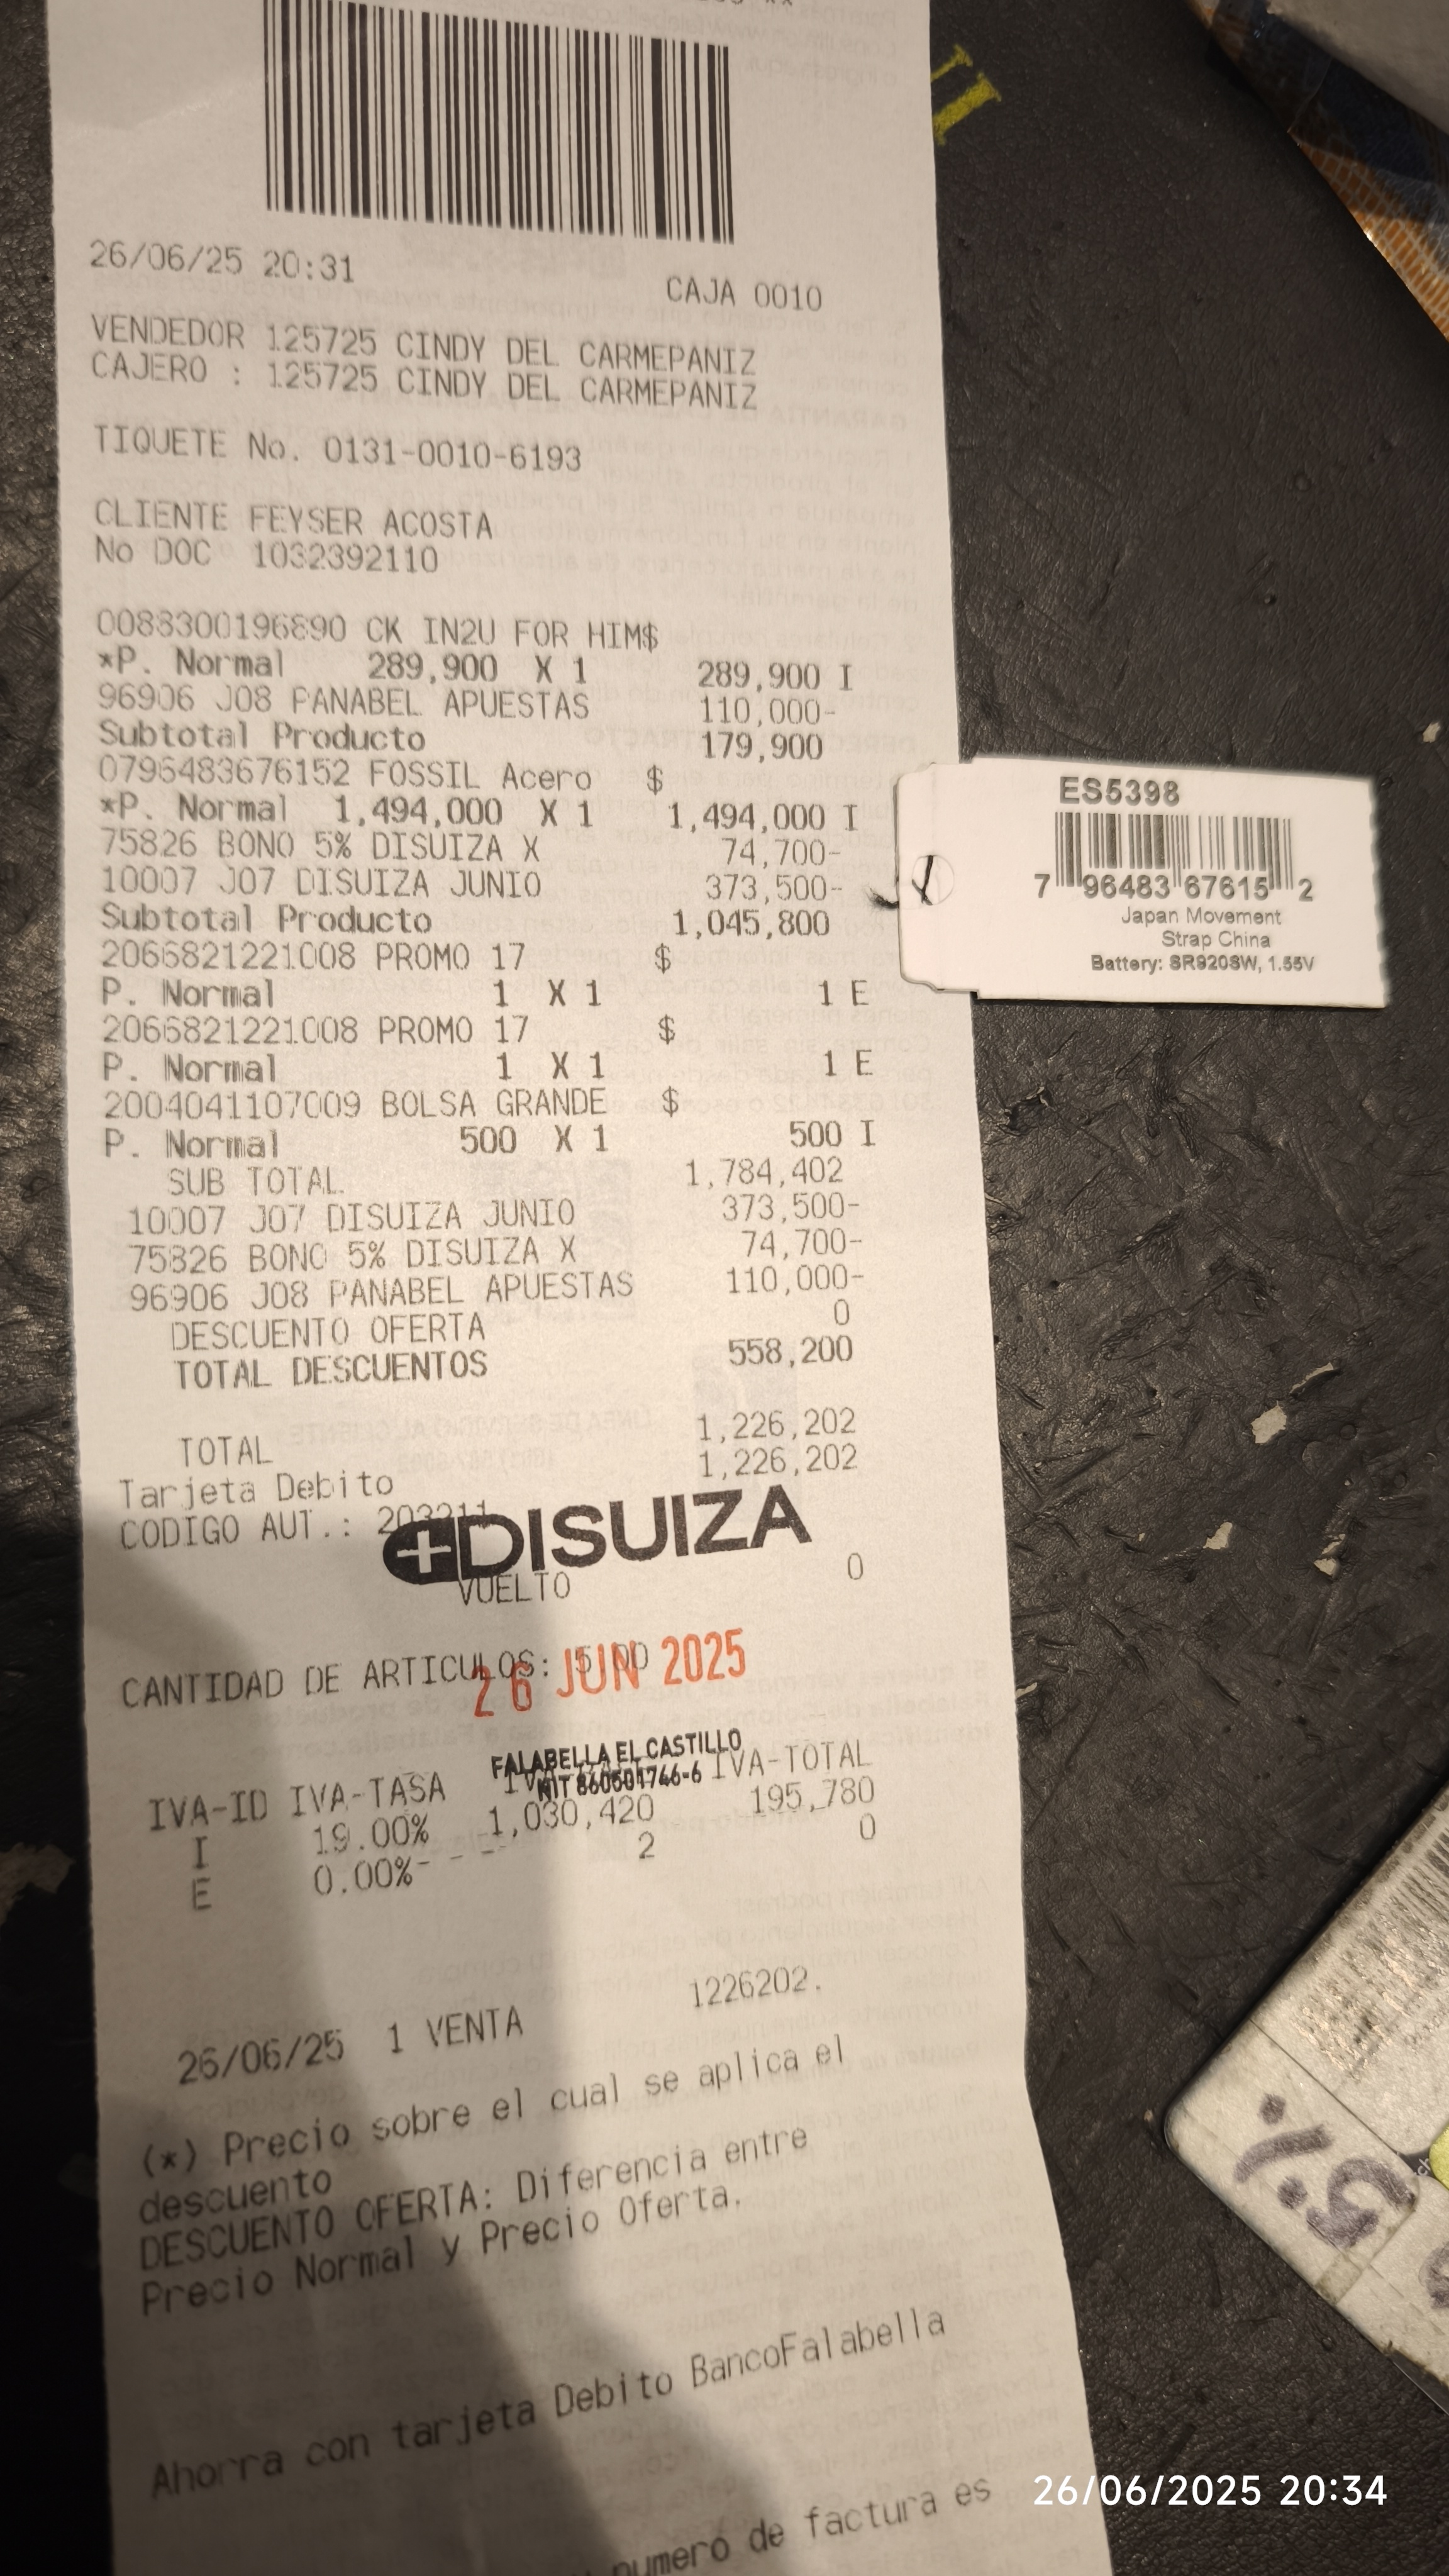 26/06/25 20:31
CAJA 0010
VENDEDOR 125725 CINDY DEL CARMEPANIZ
CAJERO : 125725 CINDY DEL CARMEPANIZ
TIQUETE No. 0131-0010-6193
CLIENTE FEYSER ACOSTA
No DOC 1032392110
0088300196890 CK IN2U FOR HIM$
*P. Normal 289,900 X 1 289,900 I
96906 J08 PANABEL APUESTAS 110,000-
Subtotal Producto 179,900
0796483676152 FOSSIL Acero $
*P. Normal 1,494,000 X 1 1,494,000 I
75826 BONO 5% DISUIZA X 74,700-
10007 J07 DISUIZA JUNIO 373,500-
Subtotal Producto 1,045,800
2066821221008 PROMO 17 $
P. Normal 1 X 1 1 E
2066821221008 PROMO 17 $
P. Normal 1 X 1 1 E
2004041107009 BOLSA GRANDE $
P. Normal 500 X 1 500 I
SUB TOTAL 1,784,402
10007 J07 DISUIZA JUNIO 373,500-
75826 BONO 5% DISUIZA X 74,700-
96906 J08 PANABEL APUESTAS 110,000-
DESCUENTO OFERTA 0
TOTAL DESCUENTOS 558,200
TOTAL 1,226,202
Tarjeta Debito 1,226,202
CODIGO AUT.:
DISUIZA
VUELTO 0
CANTIDAD DE ARTICULOS:
26 JUN 2025
FALABELLA EL CASTILLO
NIT 860501746-6
IVA-ID IVA-TASA IVA-TOTAL
I 19.00% 1,030,420 195,780
E 0.00% 2 0
26/06/25 1 VENTA 1226202.
(*) Precio sobre el cual se aplica el
descuento
DESCUENTO OFERTA: Diferencia entre
Precio Normal y Precio Oferta.
Ahorra con tarjeta Debito BancoFalabella
numero de factura es
ES5398
7 96483 67615 2
Japan Movement
Strap China
Battery: SR920SW, 1.55V
5%
26/06/2025 20:34